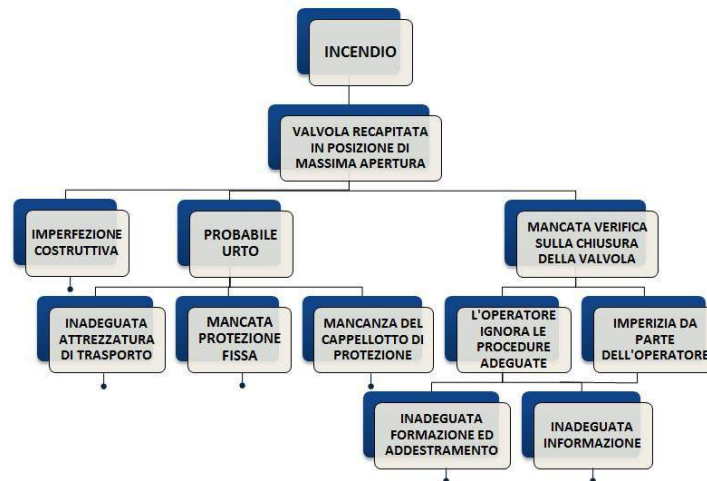 INCENDIO
VALVOLA RECAPITATA
IN POSIZIONE DI
MASSIMA APERTURA
IMPERFEZIONE
COSTRUTTIVA
PROBABILE
URTO
MANCATA VERIFICA
SULLA CHIUSURA
DELLA VALVOLA
INADEGUATA
ATTREZZATURA
DI TRASPORTO
MANCATA
PROTEZIONE
FISSA
MANCANZA DEL
CAPPELLOTTO DI
PROTEZIONE
L'OPERATORE
IGNORA LE
PROCEDURE
ADEGUATE
IMPERIZIA DA
PARTE
DELL'OPERATORE
INADEGUATA
FORMAZIONE ED
ADDESTRAMENTO
INADEGUATA
INFORMAZIONE